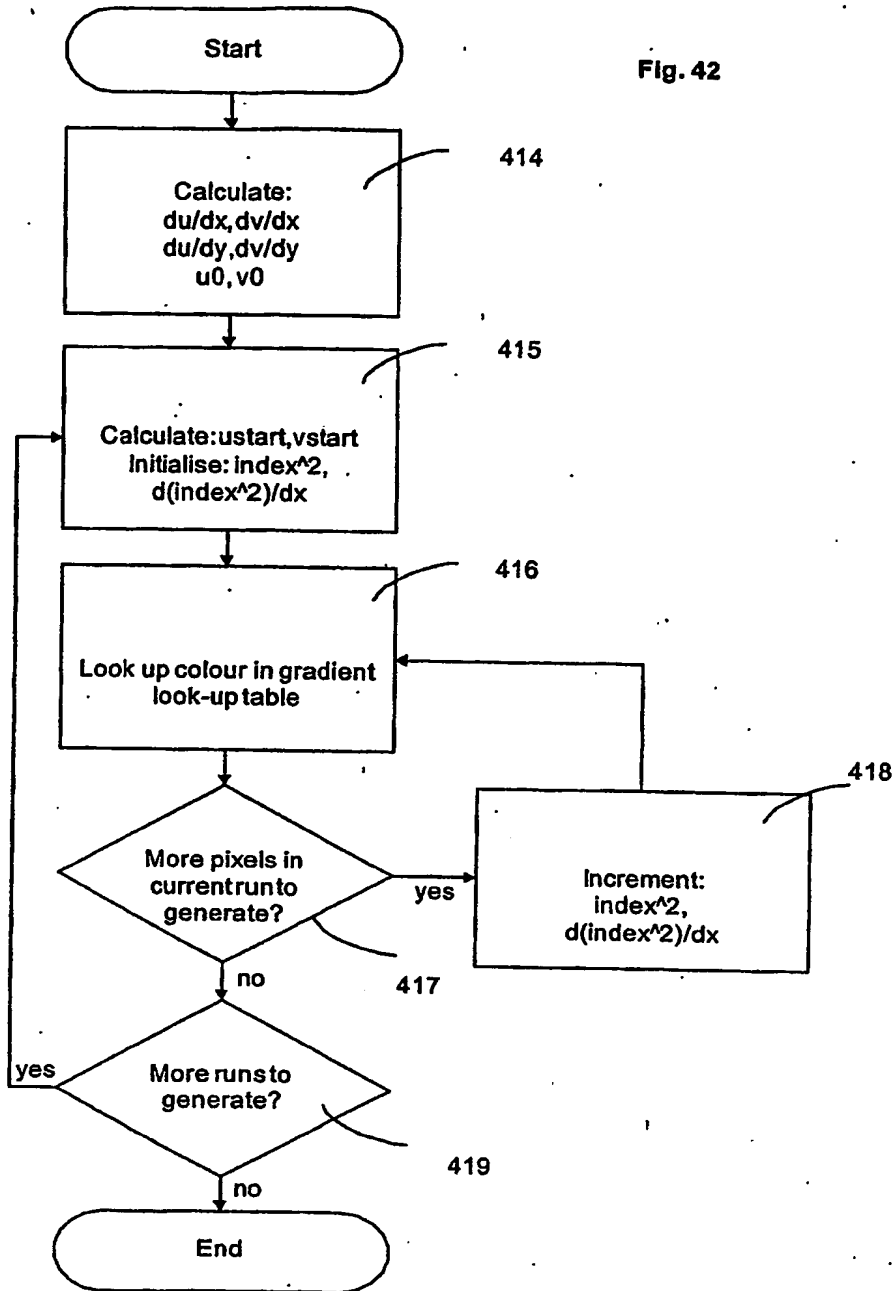 Start
Fig. 42
414
Calculate:
du/dx,dv/dx
du/dy,dv/dy
u0,v0
415
Calculate:ustart,vstart
Initialise: index^2,
d(index^2)/dx
416
Look up colour in gradient
look-up table
418
More pixels in
current run to
generate?
yes
Increment:
index^2,
d(index^2)/dx
417
no
yes
More runs to
generate?
419
no
End